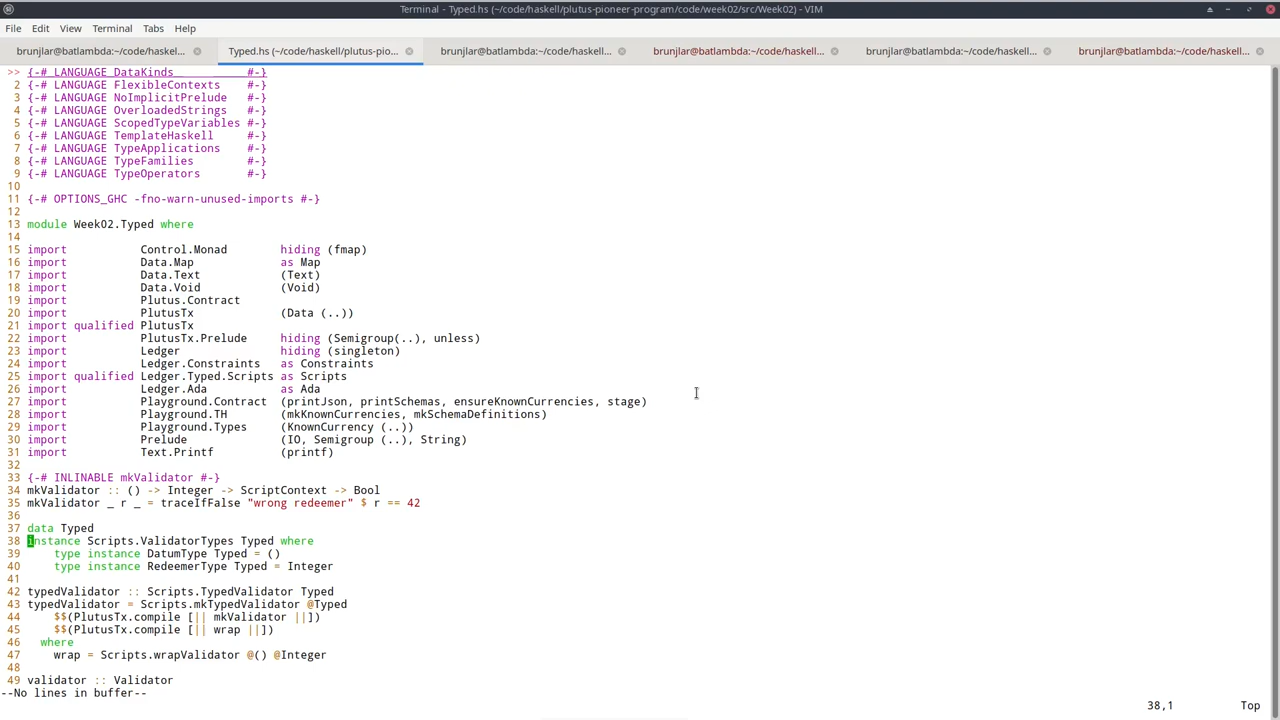 Terminal - Typed.hs (~/code/haskell/plutus-pioneer-program/code/week02/src/Week02) - VIM
File Edit View Terminal Tabs Help
brunjlar@batlambda:~/code/haskel... Typed.hs (~/code/haskell/plutus-pio... brunjlar@batlambda:~/code/haskell... brunjlar@batlambda:~/code/haskell... brunjlar@batlambda:~/code/haskell... brunjlar@batlambda:~/code/haskell...
>> {-# LANGUAGE DataKinds           #-}
2 {-# LANGUAGE FlexibleContexts    #-}
3 {-# LANGUAGE NoImplicitPrelude   #-}
4 {-# LANGUAGE OverloadedStrings   #-}
5 {-# LANGUAGE ScopedTypeVariables #-}
6 {-# LANGUAGE TemplateHaskell     #-}
7 {-# LANGUAGE TypeApplications    #-}
8 {-# LANGUAGE TypeFamilies        #-}
9 {-# LANGUAGE TypeOperators       #-}
10
11 {-# OPTIONS_GHC -fno-warn-unused-imports #-}
12
13 module Week02.Typed where
14
15 import           Control.Monad        hiding (fmap)
16 import           Data.Map             as Map
17 import           Data.Text            (Text)
18 import           Data.Void            (Void)
19 import           Plutus.Contract
20 import           PlutusTx             (Data (..))
21 import qualified PlutusTx
22 import           PlutusTx.Prelude     hiding (Semigroup(..), unless)
23 import           Ledger               hiding (singleton)
24 import           Ledger.Constraints   as Constraints
25 import qualified Ledger.Typed.Scripts as Scripts
26 import           Ledger.Ada           as Ada
27 import           Playground.Contract  (printJson, printSchemas, ensureKnownCurrencies, stage)
28 import           Playground.TH        (mkKnownCurrencies, mkSchemaDefinitions)
29 import           Playground.Types     (KnownCurrency (..))
30 import           Prelude              (IO, Semigroup (..), String)
31 import           Text.Printf          (printf)
32
33 {-# INLINABLE mkValidator #-}
34 mkValidator :: () -> Integer -> ScriptContext -> Bool
35 mkValidator _ r _ = traceIfFalse "wrong redeemer" $ r == 42
36
37 data Typed
38 instance Scripts.ValidatorTypes Typed where
39     type instance DatumType Typed = ()
40     type instance RedeemerType Typed = Integer
41
42 typedValidator :: Scripts.TypedValidator Typed
43 typedValidator = Scripts.mkTypedValidator @Typed
44     $$(PlutusTx.compile [|| mkValidator ||])
45     $$(PlutusTx.compile [|| wrap ||])
46   where
47     wrap = Scripts.wrapValidator @() @Integer
48
49 validator :: Validator
--No lines in buffer--
38,1 Top